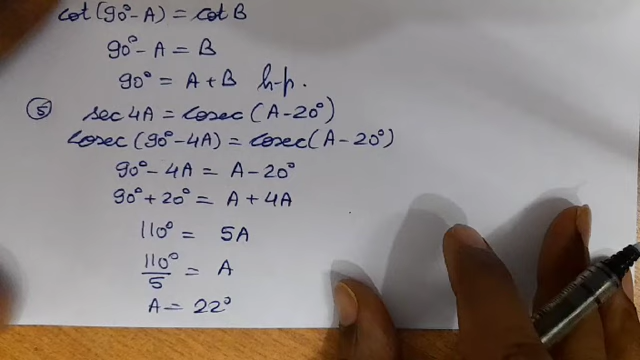 cot (90° - A) = cot B
90° - A = B
90° = A + B h-p.
⑤ sec 4A = cosec (A - 20°)
cosec (90° - 4A) = cosec (A - 20°)
90° - 4A = A - 20°
90° + 20° = A + 4A
110° = 5A
110°/5 = A
A = 22°